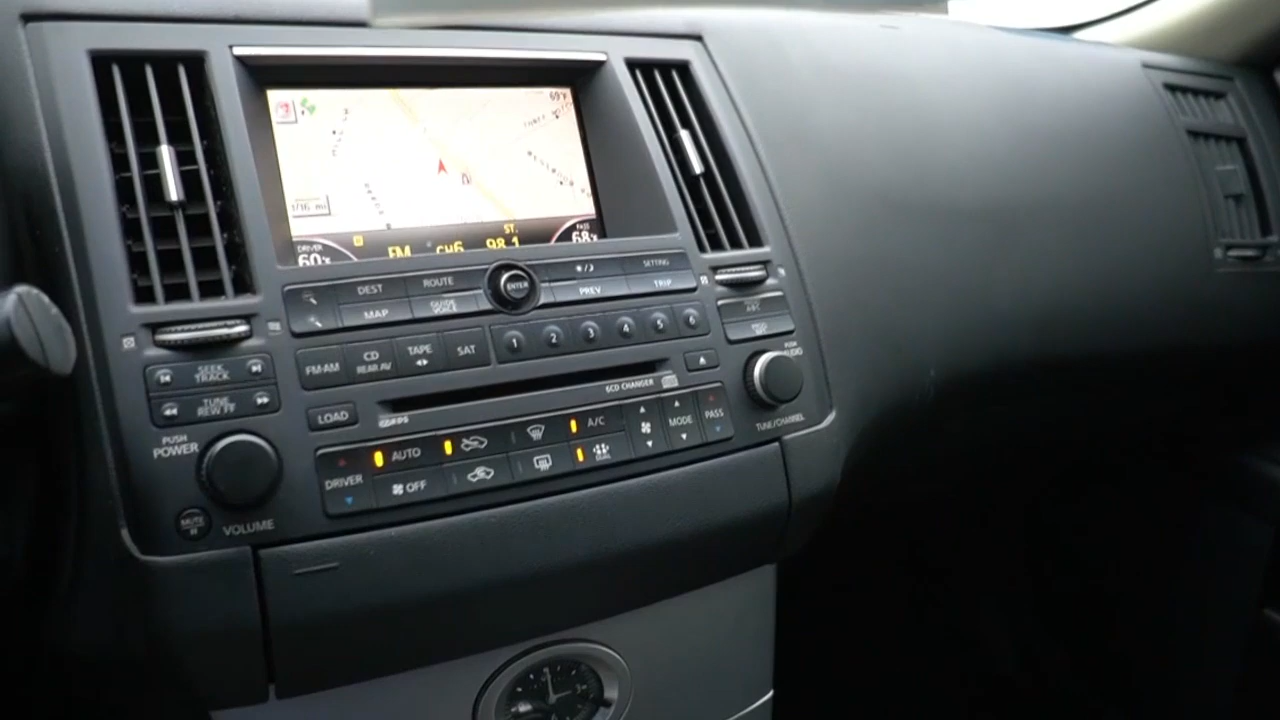 69°F
1/16 mi
DRIVER
60°F
FM
CH6
ST.
98.1
PASS
68°F
DEST
ROUTE
ENTER
SETTING
MAP
GUIDE VOICE
PREV
TRIP
FM·AM
CD
REAR AV
TAPE
SAT
1 2 3 4 5 6
SEEK
TRACK
TUNE
REW FF
LOAD
6CD CHANGER
PUSH
AUDIO
TUNE/CHANNEL
PUSH
POWER
MUTE
VOLUME
DRIVER
AUTO
OFF
A/C
DUAL
MODE
PASS